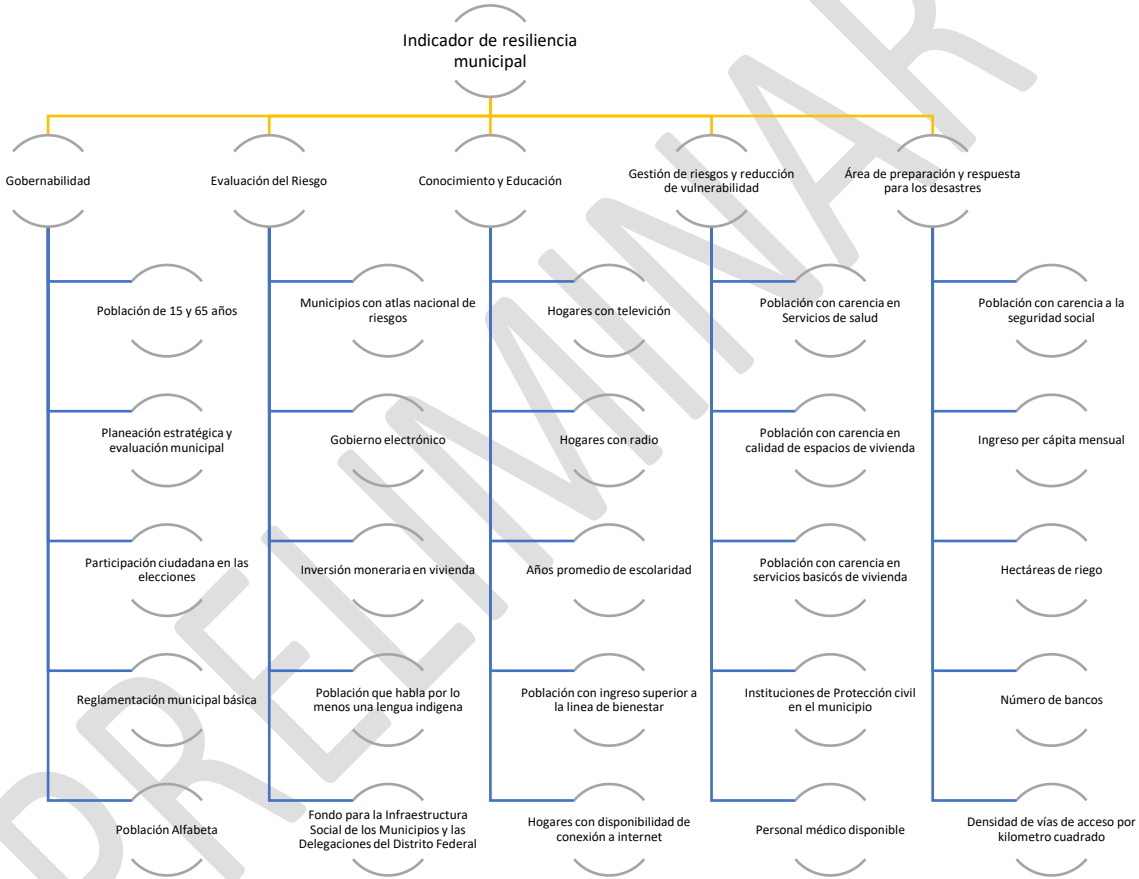 Indicador de resiliencia
municipal
Gobernabilidad
Evaluación del Riesgo
Conocimiento y Educación
Gestión de riesgos y reducción
de vulnerabilidad
Área de preparación y respuesta
para los desastres
Población de 15 y 65 años
Municipios con atlas nacional de
riesgos
Hogares con televición
Población con carencia en
Servicios de salud
Población con carencia a la
seguridad social
Planeación estratégica y
evaluación municipal
Gobierno electrónico
Hogares con radio
Población con carencia en
calidad de espacios de vivienda
Ingreso per cápita mensual
Participación ciudadana en las
elecciones
Inversión moneraria en vivienda
Años promedio de escolaridad
Población con carencia en
servicios basicós de vivienda
Hectáreas de riego
Reglamentación municipal básica
Población que habla por lo
menos una lengua indigena
Población con ingreso superior a
la linea de bienestar
Instituciones de Protección civil
en el municipio
Número de bancos
Población Alfabeta
Fondo para la Infraestructura
Social de los Municipios y las
Delegaciones del Distrito Federal
Hogares con disponibilidad de
conexión a internet
Personal médico disponible
Densidad de vías de acceso por
kilometro cuadrado
PRELIMINAR